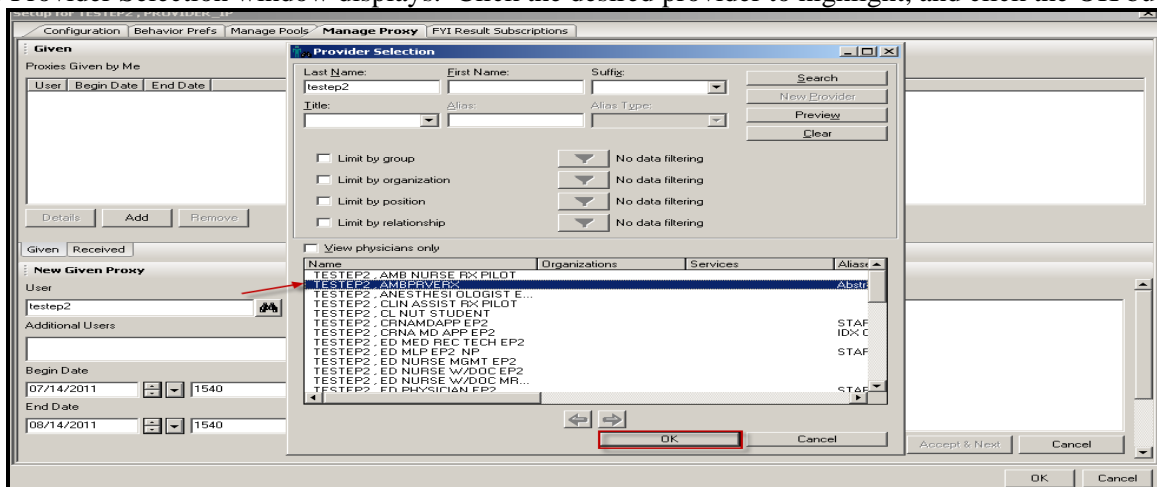 Provider Selection window displays. Click the desired provider to highlight, and click the OK
Setup for TESTEP2 , PROVIDER_IP
Configuration Behavior Prefs Manage Pools Manage Proxy FYI Result Subscriptions
Given
Proxies Given by Me
User Begin Date End Date
Details Add Remove
Given Received
New Given Proxy
User
testep2
Additional Users
Begin Date
07/14/2011 1540
End Date
08/14/2011 1540
Provider Selection
Last Name: First Name: Suffix:
testep2
Title: Alias: Alias Type:
Search
New Provider
Preview
Clear
Limit by group No data filtering
Limit by organization No data filtering
Limit by position No data filtering
Limit by relationship No data filtering
View physicians only
Name Organizations Services Aliase
TESTEP2 , AMB NURSE RX PILOT
TESTEP2 , AMBPRVERX Abstr
TESTEP2 , ANESTHESIOLOGIST E...
TESTEP2 , CLIN ASSIST RX PILOT
TESTEP2 , CL NUT STUDENT
TESTEP2 , CRNAMDAPP EP2 STAF
TESTEP2 , CRNA MD APP EP2 IDX C
TESTEP2 , ED MED REC TECH EP2
TESTEP2 , ED MLP EP2 NP STAF
TESTEP2 , ED NURSE MGMT EP2
TESTEP2 , ED NURSE W/DOC EP2
TESTEP2 , ED NURSE W/DOC MR...
TESTEP2 , ED PHYSICIAN EP2 STAF
OK Cancel
Accept & Next Cancel
OK Cancel